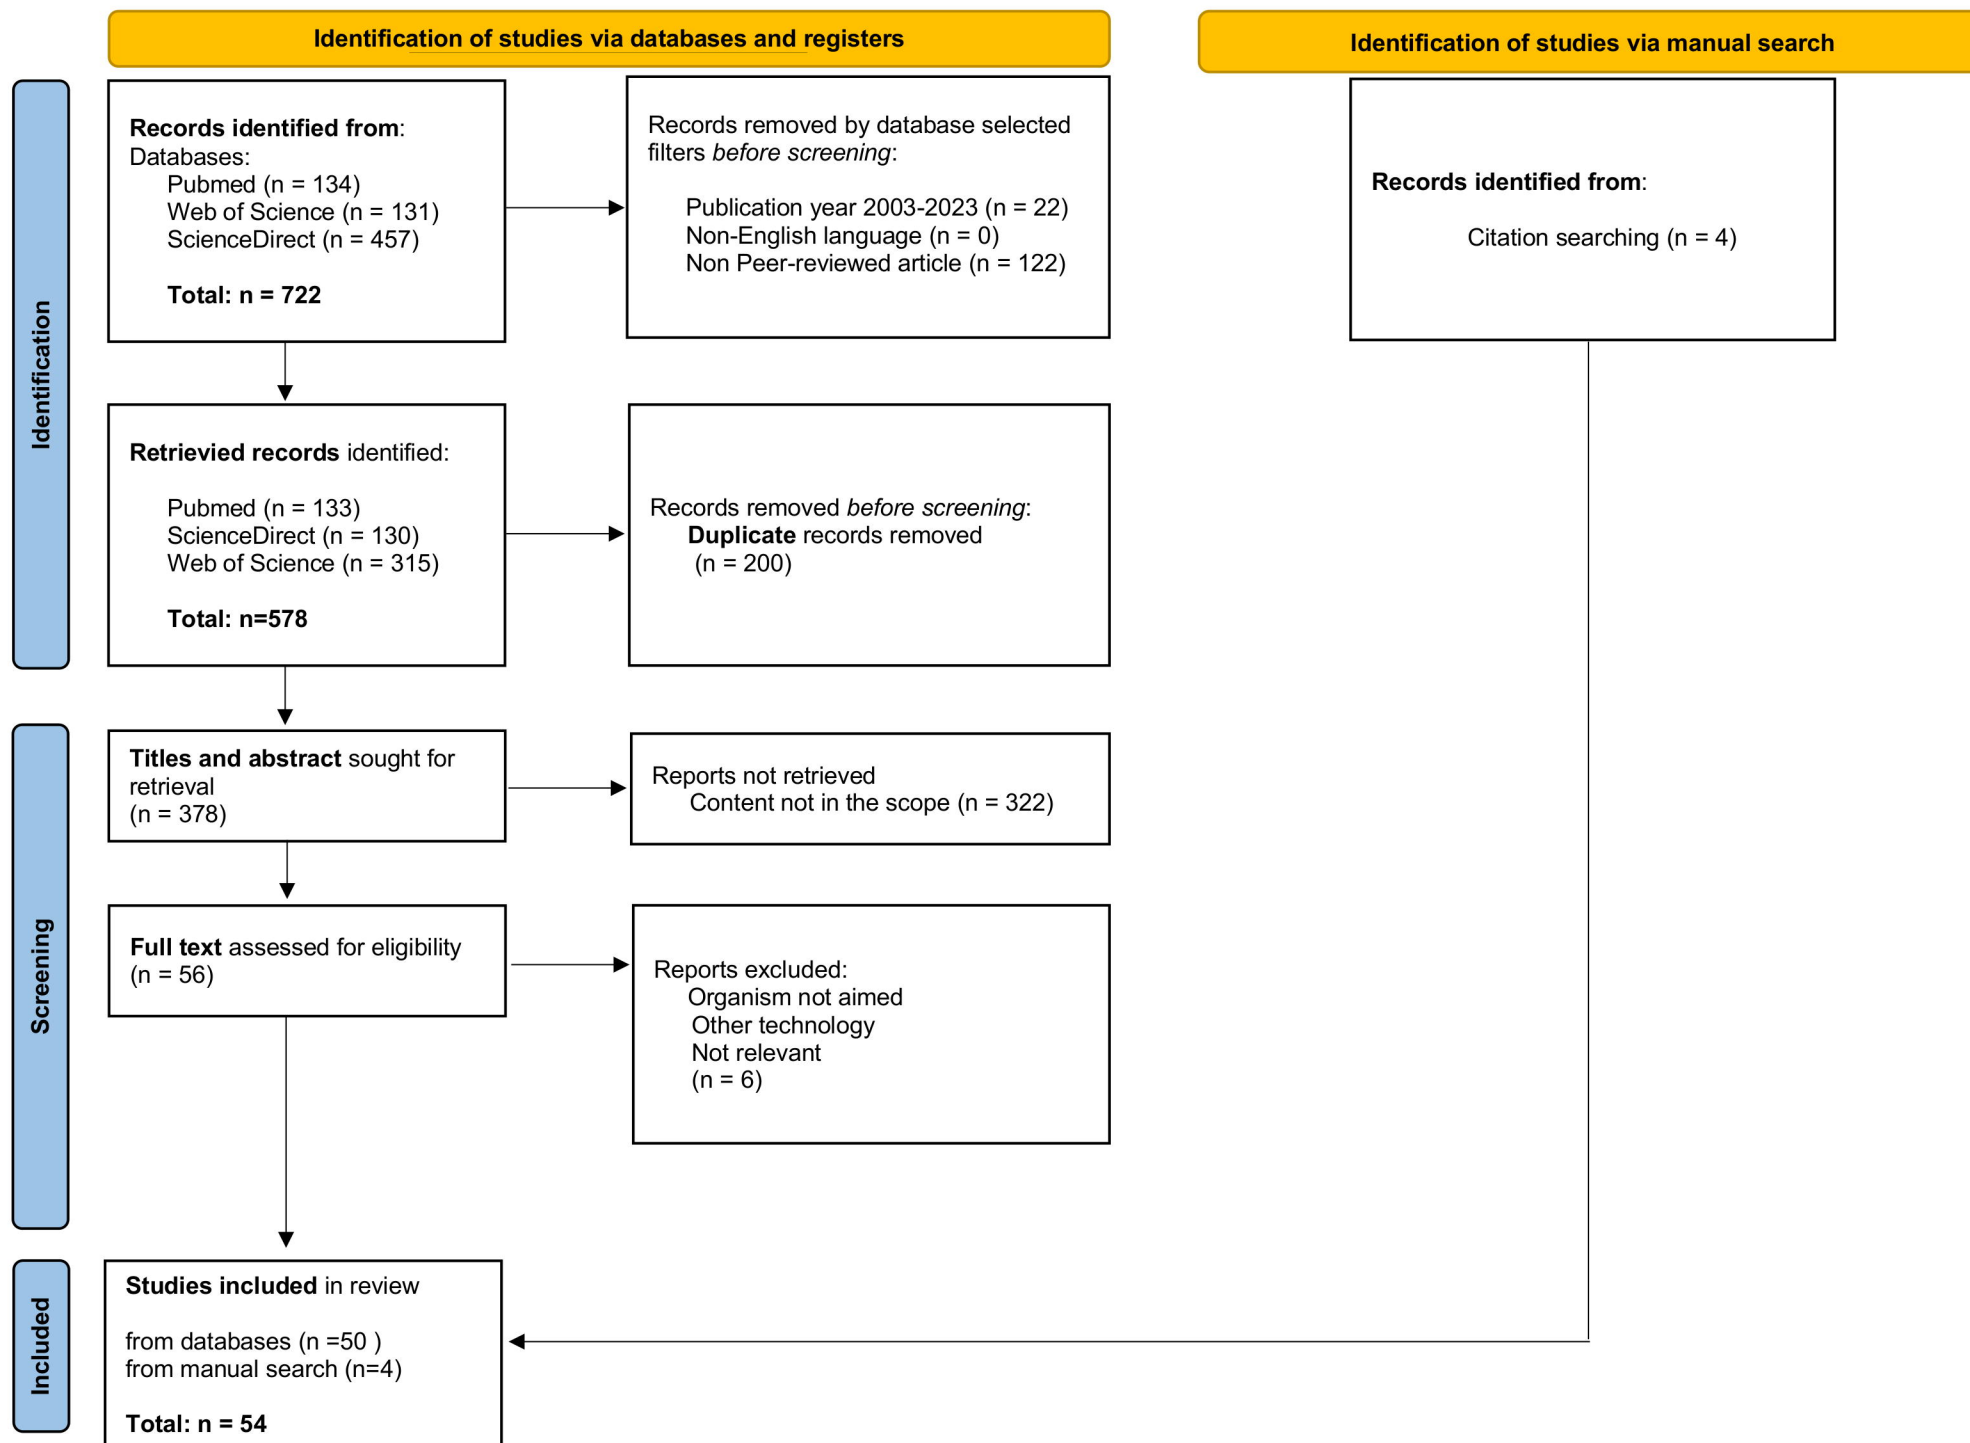 Identification of studies via databases and registers
Identification of studies via manual search
Identification
Records identified from:
Databases:
Pubmed (n = 134)
Web of Science (n = 131)
ScienceDirect (n = 457)
Total: n = 722
Records removed by database selected
filters before screening:
Publication year 2003-2023 (n = 22)
Non-English language (n = 0)
Non Peer-reviewed article (n = 122)
Records identified from:
Citation searching (n = 4)
Retrievied records identified:
Pubmed (n = 133)
ScienceDirect (n = 130)
Web of Science (n = 315)
Total: n=578
Records removed before screening:
Duplicate records removed
(n = 200)
Screening
Titles and abstract sought for
retrieval
(n = 378)
Reports not retrieved
Content not in the scope (n = 322)
Full text assessed for eligibility
(n = 56)
Reports excluded:
Organism not aimed
Other technology
Not relevant
(n = 6)
Included
Studies included in review
from databases (n =50 )
from manual search (n=4)
Total: n = 54